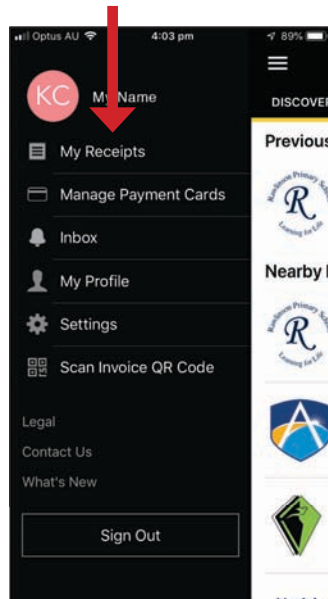 Optus AU
4:03 pm
89%
KC
My Name
DISCOVER
My Receipts
Previous
Manage Payment Cards
R
Inbox
My Profile
Nearby
Settings
R
Scan Invoice QR Code
Legal
Contact Us
What's New
Sign Out